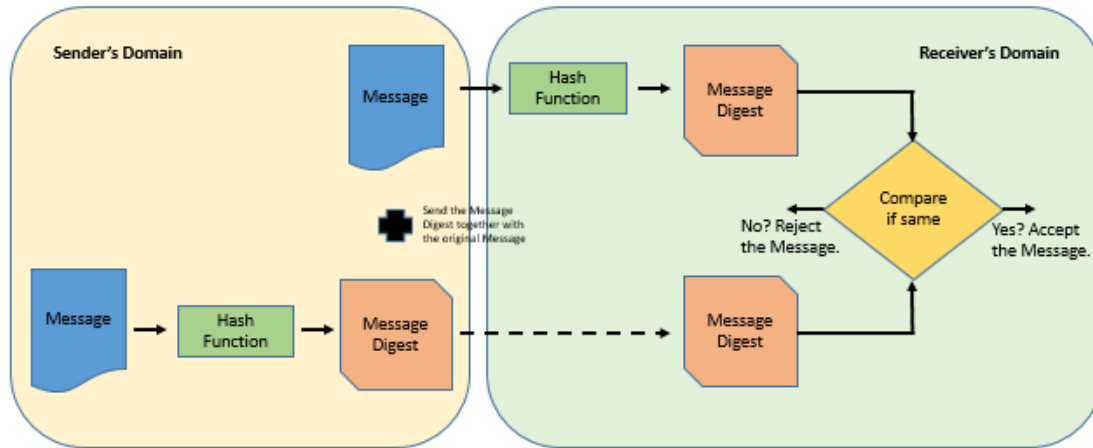 Sender's Domain
Receiver's Domain
Message
Hash
Function
Message
Digest
Send the Message
Digest together with
the original Message
Compare
if same
No? Reject
the Message.
Yes? Accept
the Message.
Message
Hash
Function
Message
Digest
Message
Digest